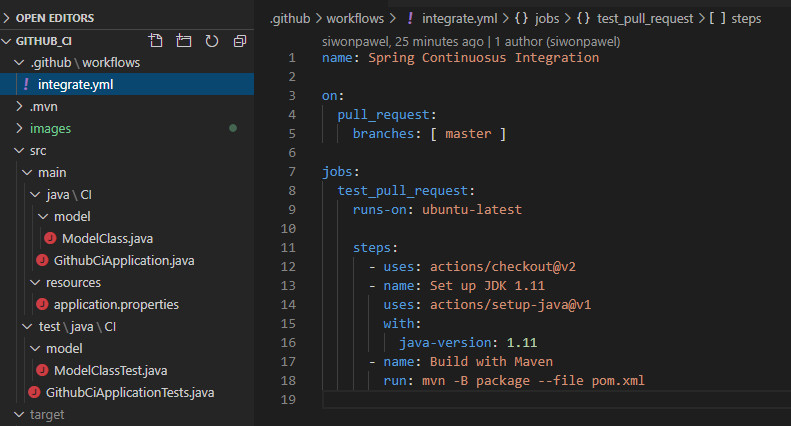 OPEN EDITORS
GITHUB_CI
.github \ workflows
! integrate.yml
.mvn
images
src
main
java \ CI
model
ModelClass.java
GithubCiApplication.java
resources
application.properties
test \ java \ CI
model
ModelClassTest.java
GithubCiApplicationTests.java
target
.github > workflows > ! integrate.yml > {} jobs > {} test_pull_request > [ ] steps
siwonpawel, 25 minutes ago | 1 author (siwonpawel)
1 name: Spring Continuosus Integration
2
3 on:
4 pull_request:
5 branches: [ master ]
6
7 jobs:
8 test_pull_request:
9 runs-on: ubuntu-latest
10
11 steps:
12 - uses: actions/checkout@v2
13 - name: Set up JDK 1.11
14 uses: actions/setup-java@v1
15 with:
16 java-version: 1.11
17 - name: Build with Maven
18 run: mvn -B package --file pom.xml
19